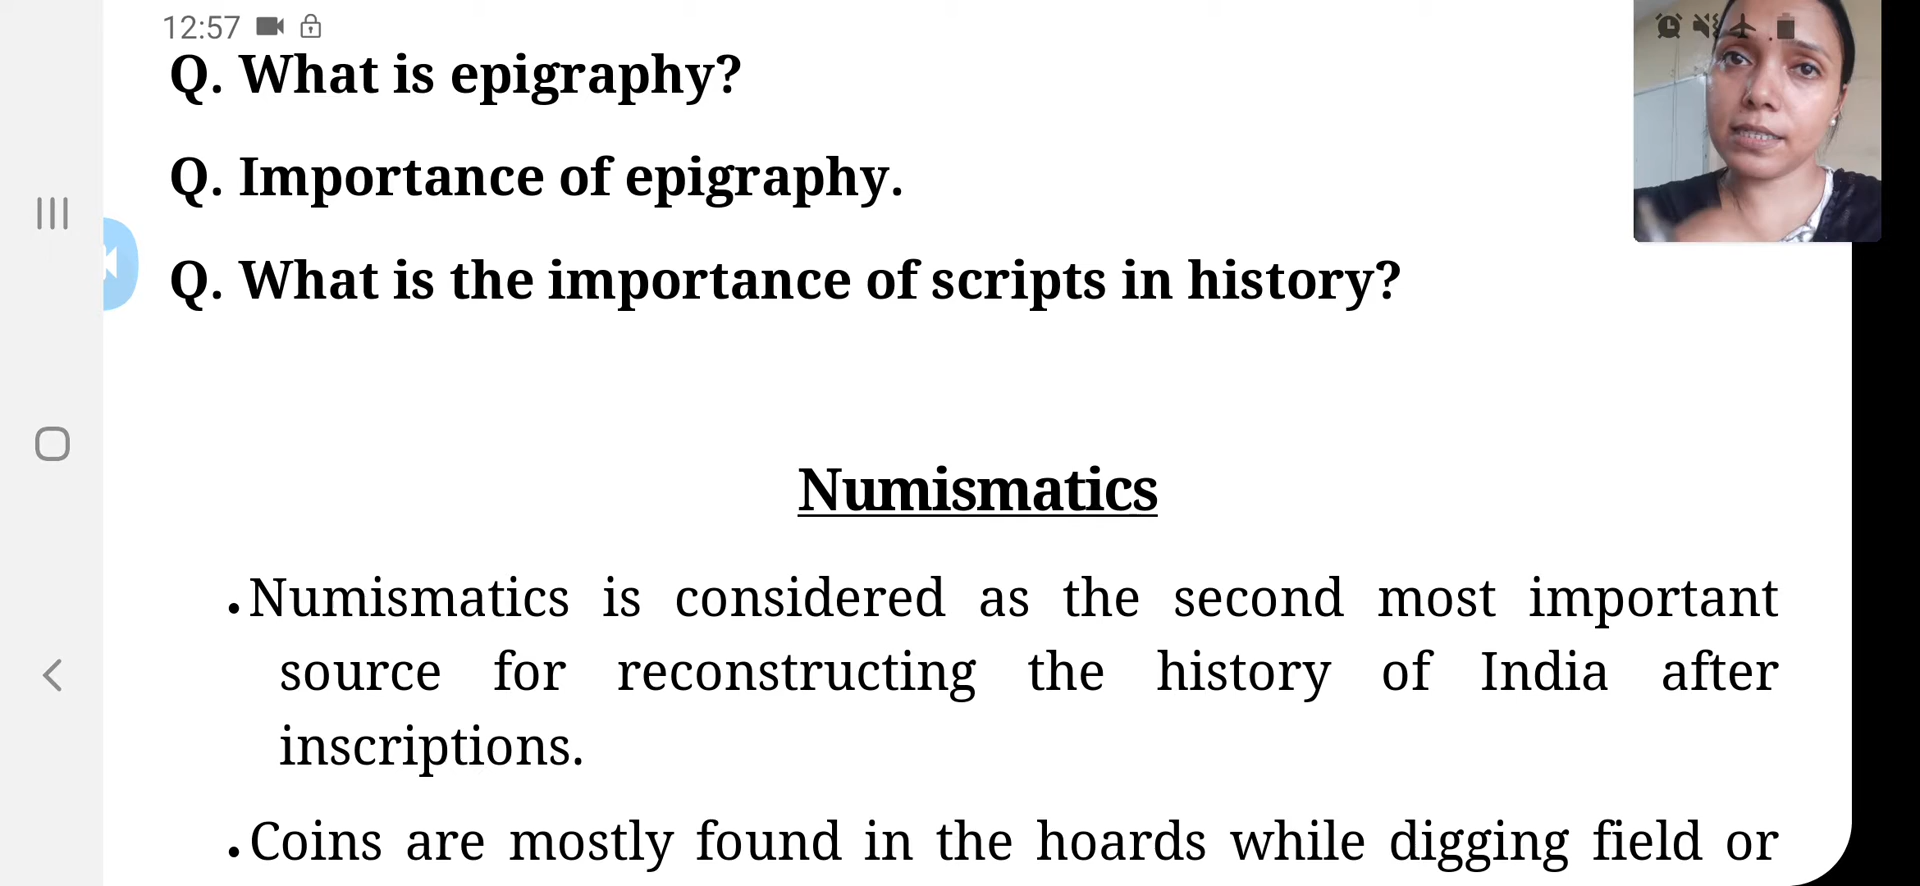 12:57
Q. What is epigraphy?
Q. Importance of epigraphy.
Q. What is the importance of scripts in history?
Numismatics
• Numismatics is considered as the second most important
source for reconstructing the history of India after
inscriptions.
• Coins are mostly found in the hoards while digging field or